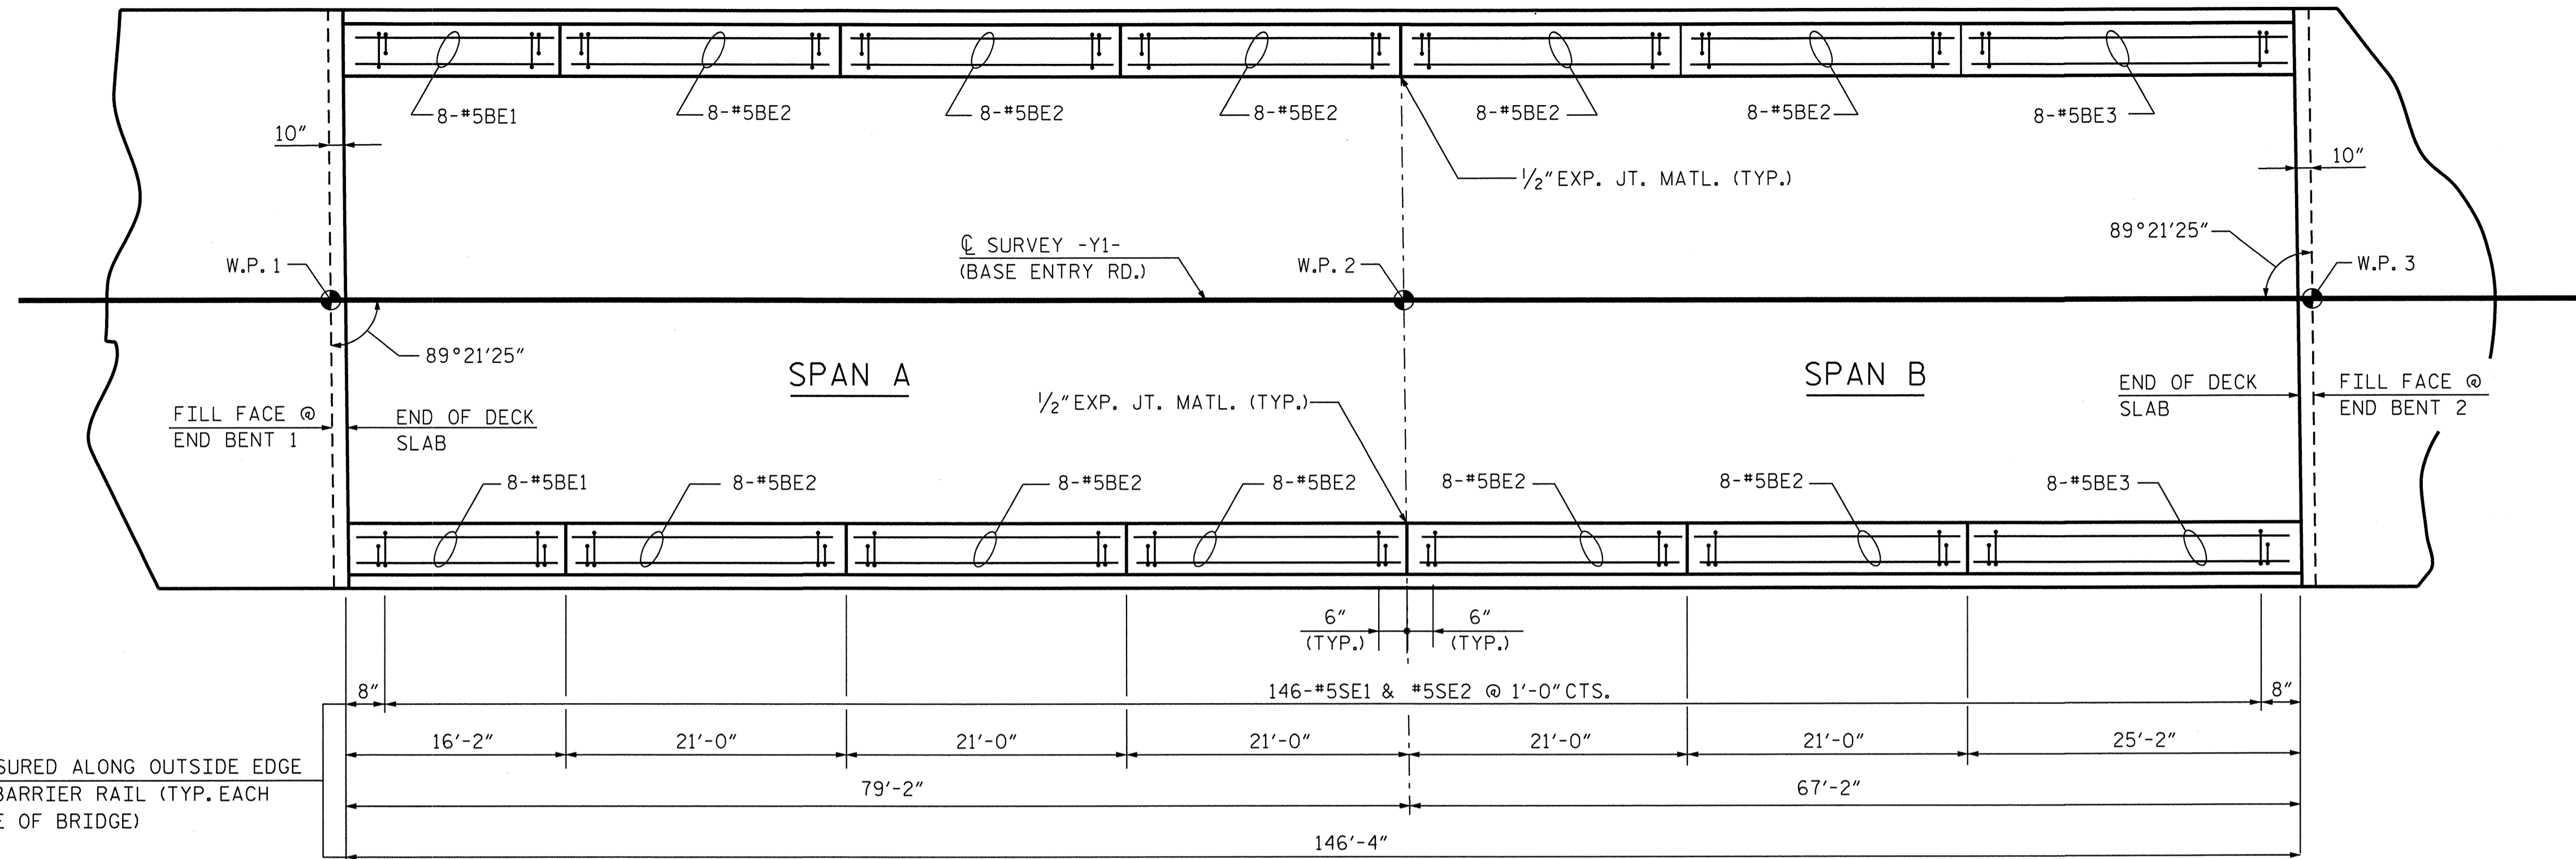 8-#5BE1
8-#5BE2
8-#5BE2
8-#5BE2
8-#5BE2
8-#5BE2
8-#5BE3
10"
10"
1/2" EXP. JT. MATL. (TYP.)
℄ SURVEY -Y1-
(BASE ENTRY RD.)
89°21'25"
W.P. 1
W.P. 2
W.P. 3
89°21'25"
SPAN A
SPAN B
1/2" EXP. JT. MATL. (TYP.)
FILL FACE @
END BENT 1
END OF DECK
SLAB
END OF DECK
SLAB
FILL FACE @
END BENT 2
8-#5BE1
8-#5BE2
8-#5BE2
8-#5BE2
8-#5BE2
8-#5BE2
8-#5BE3
6"
(TYP.)
6"
(TYP.)
8"
146-#5SE1 & #5SE2 @ 1'-0" CTS.
8"
16'-2"
21'-0"
21'-0"
21'-0"
21'-0"
21'-0"
25'-2"
SURED ALONG OUTSIDE EDGE
BARRIER RAIL (TYP. EACH
E OF BRIDGE)
79'-2"
67'-2"
146'-4"